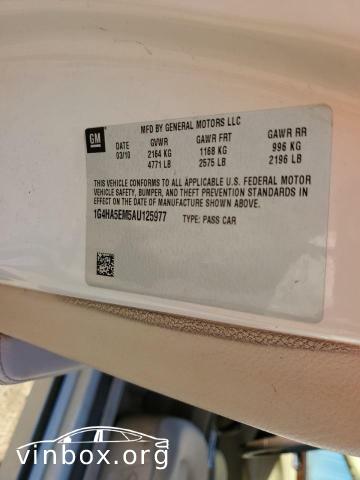 GM
MFD BY GENERAL MOTORS LLC
DATE GVWR GAWR FRT GAWR RR
03/10 2164 KG 1168 KG 996 KG
4771 LB 2575 LB 2196 LB
THIS VEHICLE CONFORMS TO ALL APPLICABLE U.S. FEDERAL MOTOR
VEHICLE SAFETY, BUMPER, AND THEFT PREVENTION STANDARDS IN
EFFECT ON THE DATE OF MANUFACTURE SHOWN ABOVE.
1G4HA5EM5AU125977 TYPE: PASS CAR
vinbox.org